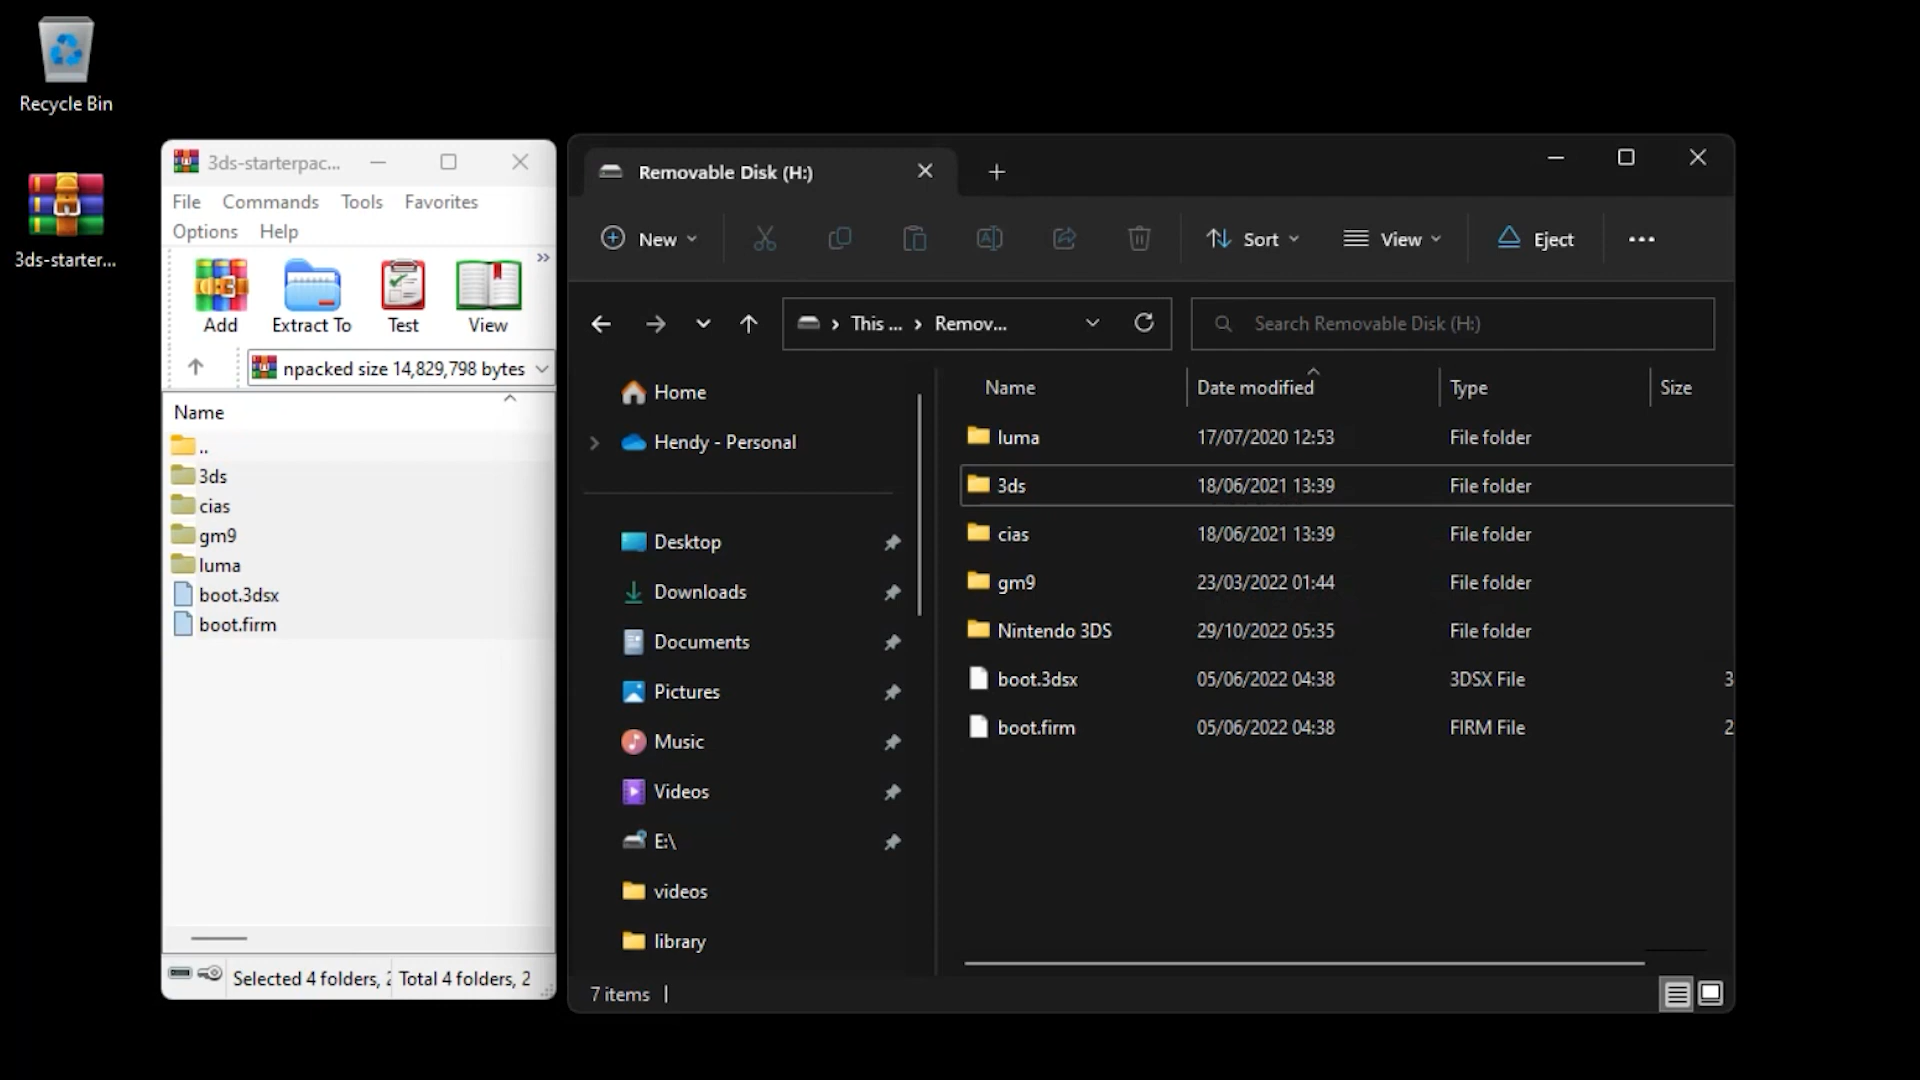 Recycle Bin
3ds-starter...
3ds-starterpac...
File Commands Tools Favorites
Options Help
Add Extract To Test View
npacked size 14,829,798 bytes
Name
..
3ds
cias
gm9
luma
boot.3dsx
boot.firm
Selected 4 folders, 2 Total 4 folders, 2
Removable Disk (H:)
New Sort View Eject
This ... Remov... Search Removable Disk (H:)
Home
Hendy - Personal
Desktop
Downloads
Documents
Pictures
Music
Videos
E:\
videos
library
Name Date modified Type Size
luma 17/07/2020 12:53 File folder
3ds 18/06/2021 13:39 File folder
cias 18/06/2021 13:39 File folder
gm9 23/03/2022 01:44 File folder
Nintendo 3DS 29/10/2022 05:35 File folder
boot.3dsx 05/06/2022 04:38 3DSX File 3
boot.firm 05/06/2022 04:38 FIRM File 2
7 items